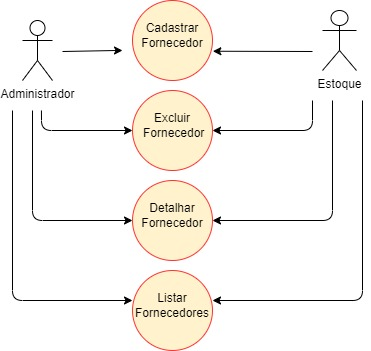 Cadastrar
Fornecedor
Administrador
Estoque
Excluir
Fornecedor
Detalhar
Fornecedor
Listar
Fornecedores